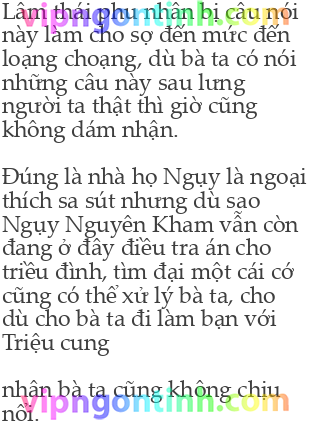 vipngontinh.com
Lâm thái phu nhân bị câu nói
này làm cho sợ đến mức đến
loạng choạng, dù bà ta có nói
những câu này sau lưng
người ta thật thì giờ cũng
không dám nhận.
Đúng là nhà họ Ngụy là ngoại
thích sa sút nhưng dù sao
Ngụy Nguyên Kham vẫn còn
đang ở đây điều tra án cho
triều đình, tìm đại một cái cớ
cũng có thể xử lý bà ta, cho
dù cho bà ta đi làm bạn với
Triệu cung
nhân bà ta cũng không chịu
nổi.
vipngontinh.com